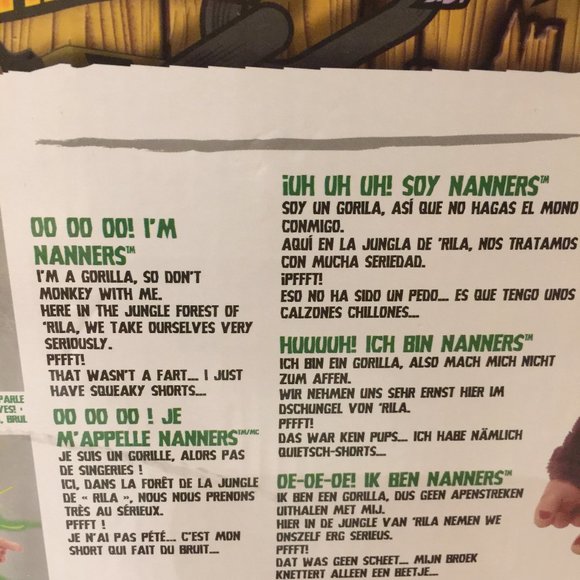 OO OO OO! I'M
NANNERS™
I'M A GORILLA, SO DON'T
MONKEY WITH ME.
HERE IN THE JUNGLE FOREST OF
'RILA, WE TAKE OURSELVES VERY
SERIOUSLY.
PFFFT!
THAT WASN'T A FART... I JUST
HAVE SQUEAKY SHORTS...
OO OO OO ! JE
M'APPELLE NANNERS™/MC
JE SUIS UN GORILLE, ALORS PAS
DE SINGERIES !
ICI, DANS LA FORÊT DE LA JUNGLE
DE « RILA », NOUS NOUS PRENONS
TRÈS AU SÉRIEUX.
PFFFT !
JE N'AI PAS PÉTÉ... C'EST MON
SHORT QUI FAIT DU BRUIT...
¡UH UH UH! SOY NANNERS™
SOY UN GORILA, ASÍ QUE NO HAGAS EL MONO
CONMIGO.
AQUÍ EN LA JUNGLA DE 'RILA, NOS TRATAMOS
CON MUCHA SERIEDAD.
¡PFFFT!
ESO NO HA SIDO UN PEDO... ES QUE TENGO UNOS
CALZONES CHILLONES...
HUUUUH! ICH BIN NANNERS™
ICH BIN EIN GORILLA, ALSO MACH MICH NICHT
ZUM AFFEN.
WIR NEHMEN UNS SEHR ERNST HIER IM
DSCHUNGEL VON 'RILA.
PFFFT!
DAS WAR KEIN PUPS... ICH HABE NÄMLICH
QUIETSCH-SHORTS...
OE-OE-OE! IK BEN NANNERS™
IK BEN EEN GORILLA, DUS GEEN APENSTREKEN
UITHALEN MET MIJ.
HIER IN DE JUNGLE VAN 'RILA NEMEN WE
ONSZELF ERG SERIEUS.
PFFFT!
DAT WAS GEEN SCHEET... MIJN BROEK
KNETTERT ALLEEN EEN BEETJE...